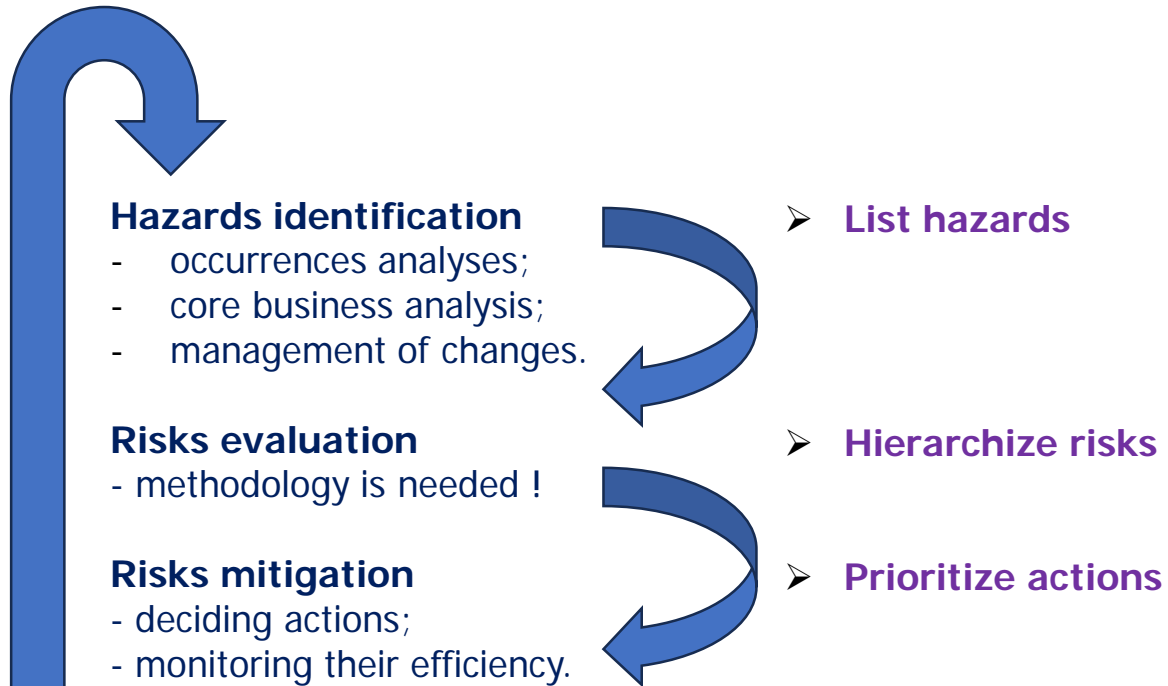 Hazards identification
- occurrences analyses;
- core business analysis;
- management of changes.
➢ List hazards
Risks evaluation
- methodology is needed !
➢ Hierarchize risks
Risks mitigation
- deciding actions;
- monitoring their efficiency.
➢ Prioritize actions